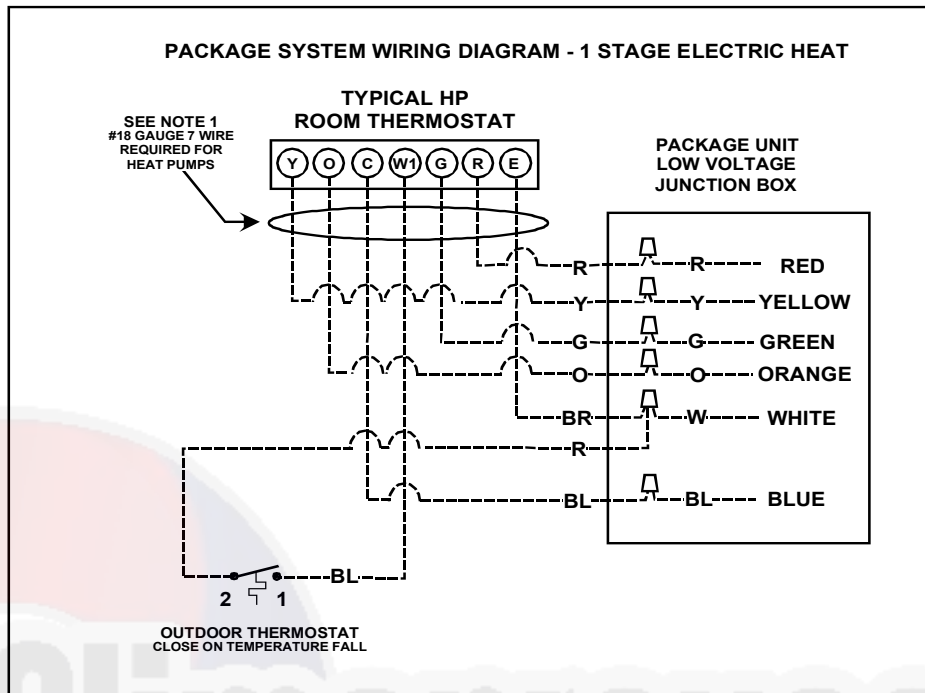 PACKAGE SYSTEM WIRING DIAGRAM - 1 STAGE ELECTRIC HEAT
TYPICAL HP
ROOM THERMOSTAT
SEE NOTE 1
#18 GAUGE 7 WIRE
REQUIRED FOR
HEAT PUMPS
Y O C W1 G R E
PACKAGE UNIT
LOW VOLTAGE
JUNCTION BOX
R R RED
Y Y YELLOW
G G GREEN
O O ORANGE
BR W WHITE
R
BL BL BLUE
BL
2 1
OUTDOOR THERMOSTAT
CLOSE ON TEMPERATURE FALL